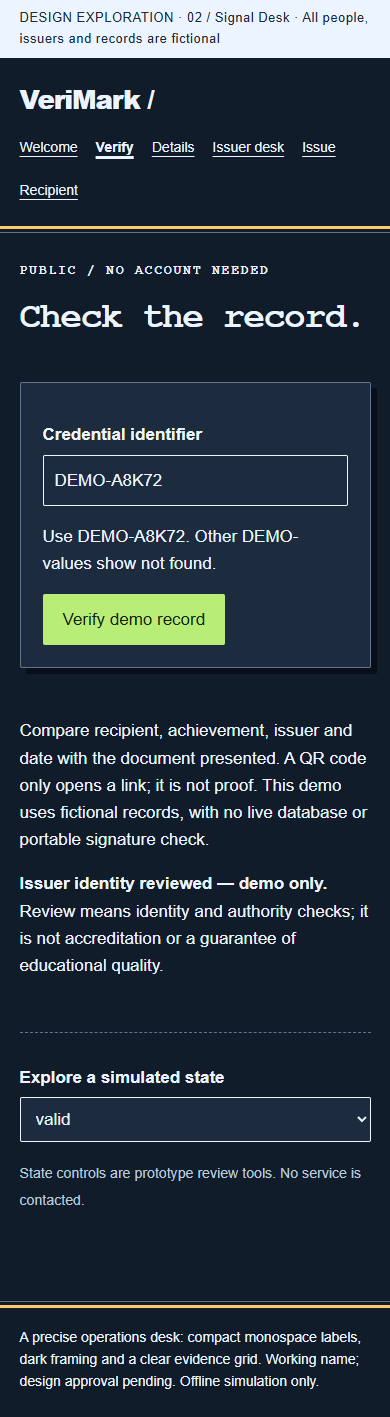 DESIGN EXPLORATION · 02 / Signal Desk · All people,
issuers and records are fictional
VeriMark /
Welcome Verify Details Issuer desk Issue
Recipient
PUBLIC / NO ACCOUNT NEEDED
Check the record.
Credential identifier
DEMO-A8K72
Use DEMO-A8K72. Other DEMO-
values show not found.
Verify demo record
Compare recipient, achievement, issuer and
date with the document presented. A QR code
only opens a link; it is not proof. This demo
uses fictional records, with no live database or
portable signature check.
Issuer identity reviewed — demo only.
Review means identity and authority checks; it
is not accreditation or a guarantee of
educational quality.
Explore a simulated state
valid
State controls are prototype review tools. No service is
contacted.
A precise operations desk: compact monospace labels,
dark framing and a clear evidence grid. Working name;
design approval pending. Offline simulation only.